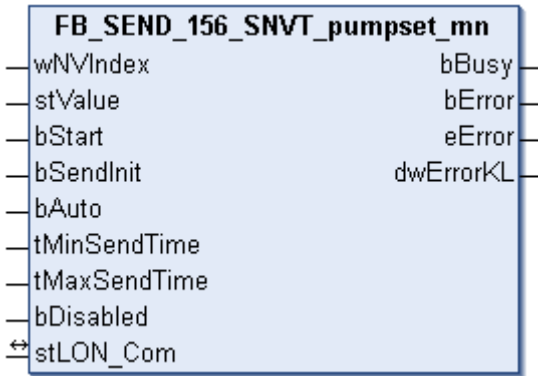 FB_SEND_156_SNVT_pumpset_mn
wNVIndex bBusy
stValue bError
bStart eError
bSendInit dwErrorKL
bAuto
tMinSendTime
tMaxSendTime
bDisabled
stLON_Com